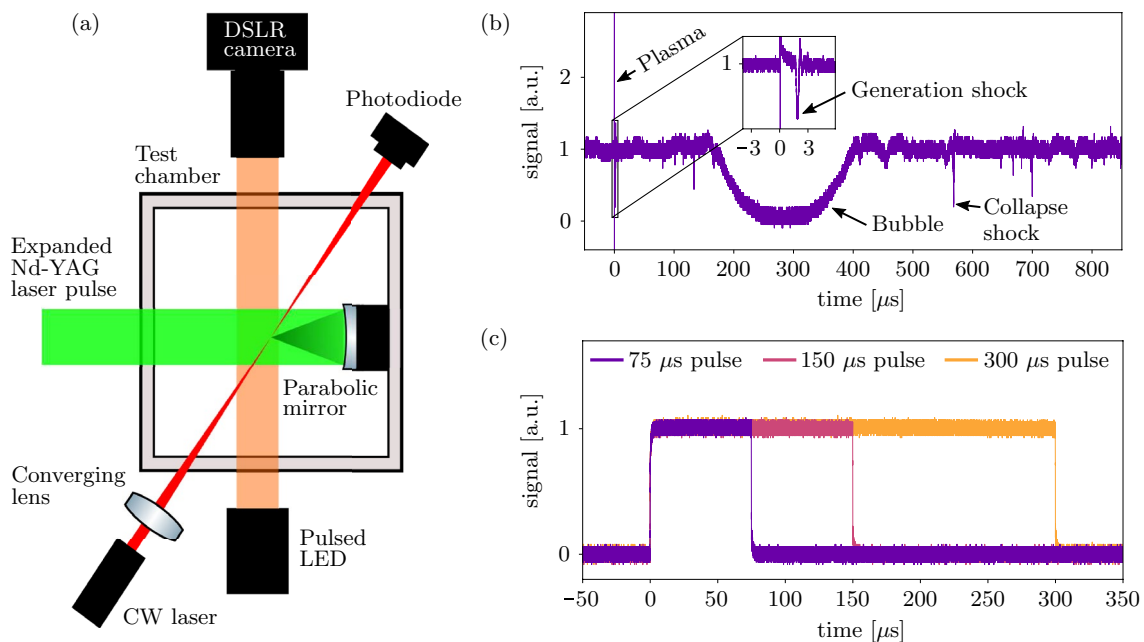 (a)
DSLR
camera
Photodiode
Test
chamber
Expanded
Nd-YAG
laser pulse
Parabolic
mirror
Converging
lens
Pulsed
LED
CW laser
(b)
signal [a.u.]
2
1
0
Plasma
1
Generation shock
−3 0 3
Bubble
Collapse
shock
0 100 200 300 400 500 600 700 800
time [μs]
(c)
75 μs pulse 150 μs pulse 300 μs pulse
signal [a.u.]
1
0
−50 0 50 100 150 200 250 300 350
time [μs]